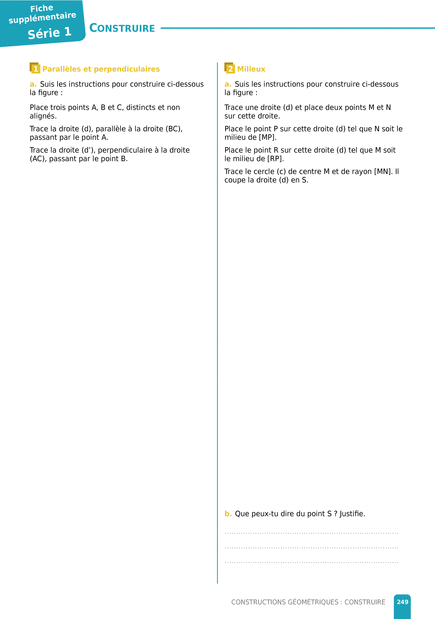 Fiche
supplémentaire
Série 1
CONSTRUIRE
1 Parallèles et perpendiculaires
a. Suis les instructions pour construire ci-dessous
la figure :
Place trois points A, B et C, distincts et non
alignés.
Trace la droite (d), parallèle à la droite (BC),
passant par le point A.
Trace la droite (d’), perpendiculaire à la droite
(AC), passant par le point B.
2 Milieux
a. Suis les instructions pour construire ci-dessous
la figure :
Trace une droite (d) et place deux points M et N
sur cette droite.
Place le point P sur cette droite (d) tel que N soit le
milieu de [MP].
Place le point R sur cette droite (d) tel que M soit
le milieu de [RP].
Trace le cercle (c) de centre M et de rayon [MN]. Il
coupe la droite (d) en S.
b. Que peux-tu dire du point S ? Justifie.
CONSTRUCTIONS GÉOMÉTRIQUES : CONSTRUIRE 249